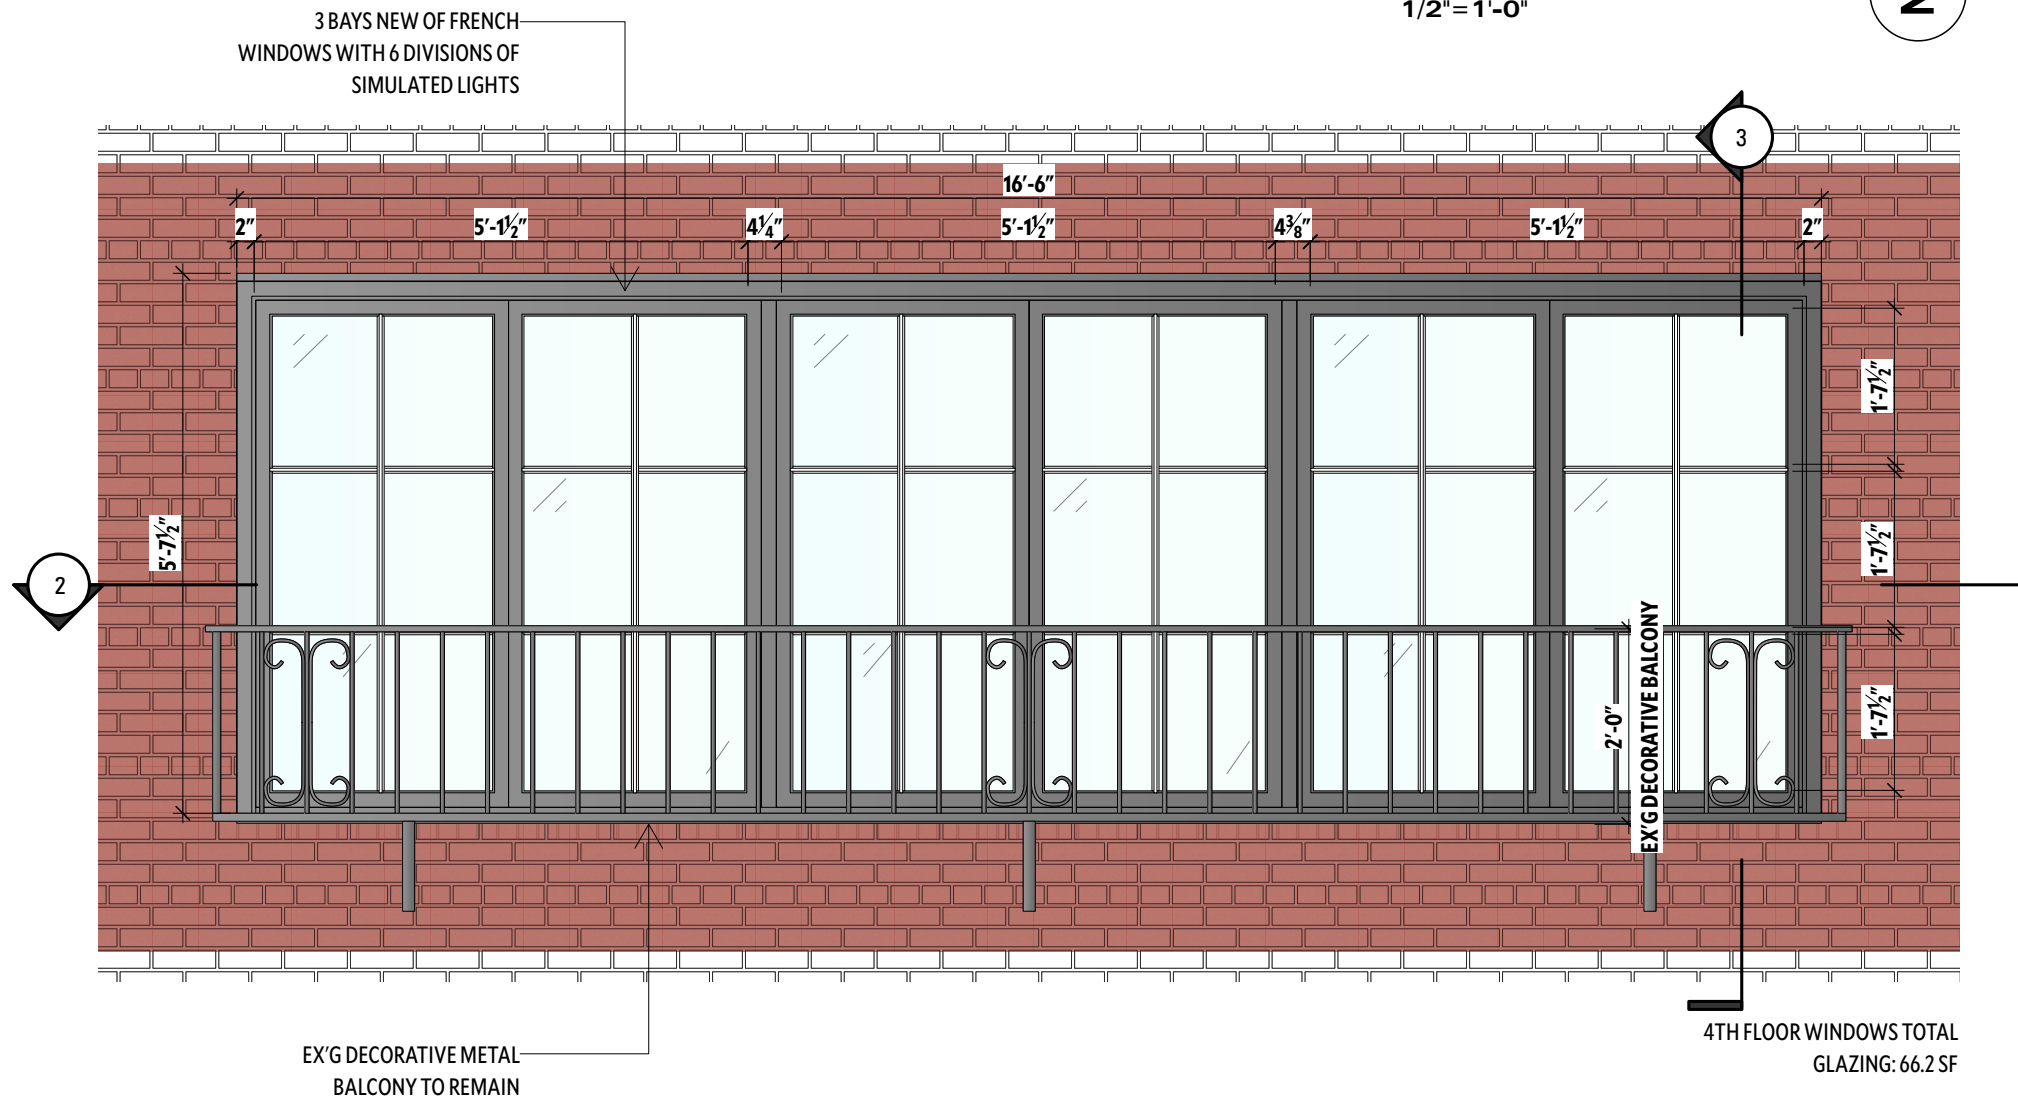 1/2"=1'-0"
N
3 BAYS NEW OF FRENCH
WINDOWS WITH 6 DIVISIONS OF
SIMULATED LIGHTS
3
16'-6"
2" 5'-1½" 4¼" 5'-1½" 4⅜" 5'-1½" 2"
1'-7½"
5'-7½"
1'-7½"
2
EX'G DECORATIVE BALCONY
2'-0"
1'-7½"
4TH FLOOR WINDOWS TOTAL
GLAZING: 66.2 SF
EX'G DECORATIVE METAL
BALCONY TO REMAIN